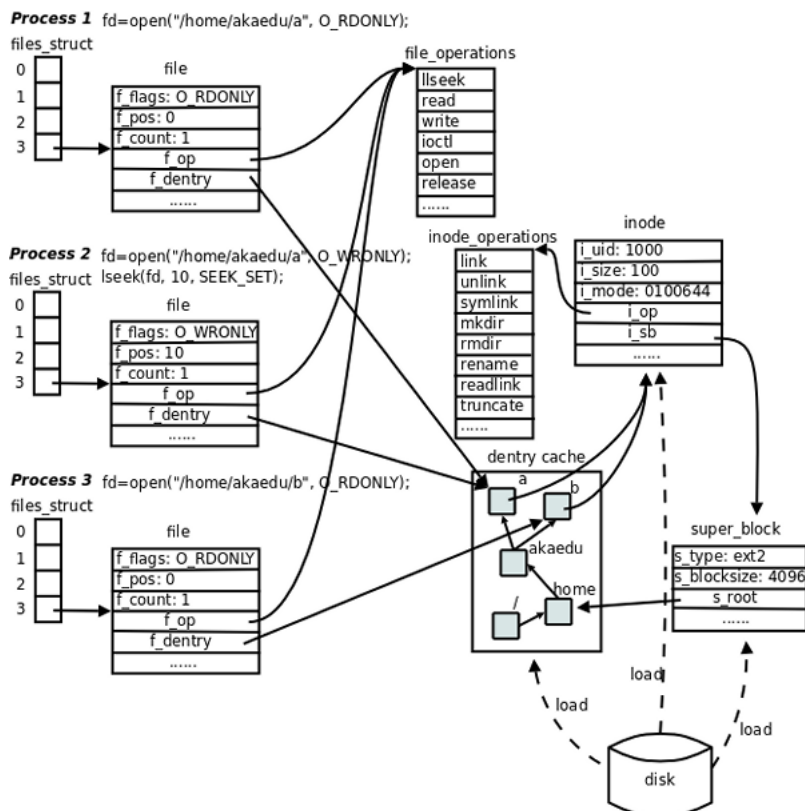 Process 1 fd=open("/home/akaedu/a", O_RDONLY);
files_struct
0
1
2
3
file
f_flags: O_RDONLY
f_pos: 0
f_count: 1
f_op
f_dentry
......
file_operations
llseek
read
write
ioctl
open
release
......
Process 2 fd=open("/home/akaedu/a", O_WRONLY);
lseek(fd, 10, SEEK_SET);
files_struct
0
1
2
3
file
f_flags: O_WRONLY
f_pos: 10
f_count: 1
f_op
f_dentry
......
inode_operations
link
unlink
symlink
mkdir
rmdir
rename
readlink
truncate
......
inode
i_uid: 1000
i_size: 100
i_mode: 0100644
i_op
i_sb
......
Process 3 fd=open("/home/akaedu/b", O_RDONLY);
files_struct
0
1
2
3
file
f_flags: O_RDONLY
f_pos: 0
f_count: 1
f_op
f_dentry
......
dentry cache
a
b
akaedu
home
/
super_block
s_type: ext2
s_blocksize: 4096
s_root
......
load
load
load
disk